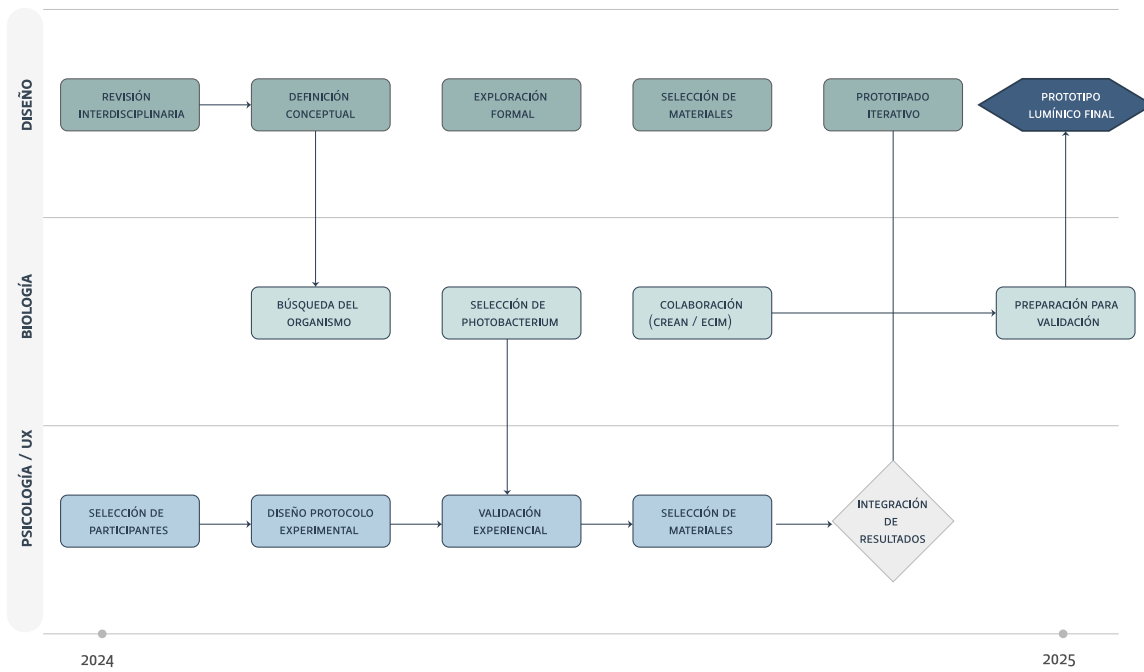 DISEÑO
REVISIÓN
INTERDISCIPLINARIA
DEFINICIÓN
CONCEPTUAL
EXPLORACIÓN
FORMAL
SELECCIÓN DE
MATERIALES
PROTOTIPADO
ITERATIVO
PROTOTIPO
LUMÍNICO FINAL
BIOLOGÍA
BÚSQUEDA DEL
ORGANISMO
SELECCIÓN DE
PHOTOBACTERIUM
COLABORACIÓN
(CREAN / ECIM)
PREPARACIÓN PARA
VALIDACIÓN
PSICOLOGÍA / UX
SELECCIÓN DE
PARTICIPANTES
DISEÑO PROTOCOLO
EXPERIMENTAL
VALIDACIÓN
EXPERIENCIAL
SELECCIÓN DE
MATERIALES
INTEGRACIÓN
DE
RESULTADOS
2024
2025